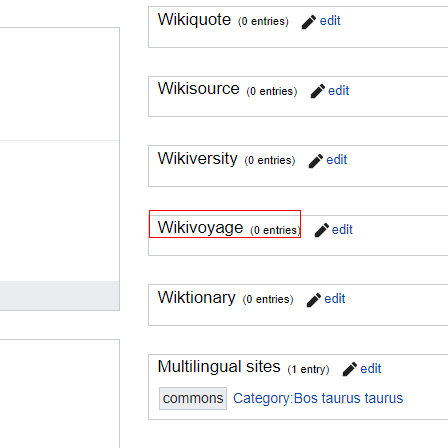 Wikiquote (0 entries) edit
Wikisource (0 entries) edit
Wikiversity (0 entries) edit
Wikivoyage (0 entries) edit
Wiktionary (0 entries) edit
Multilingual sites (1 entry) edit
commons Category:Bos taurus taurus